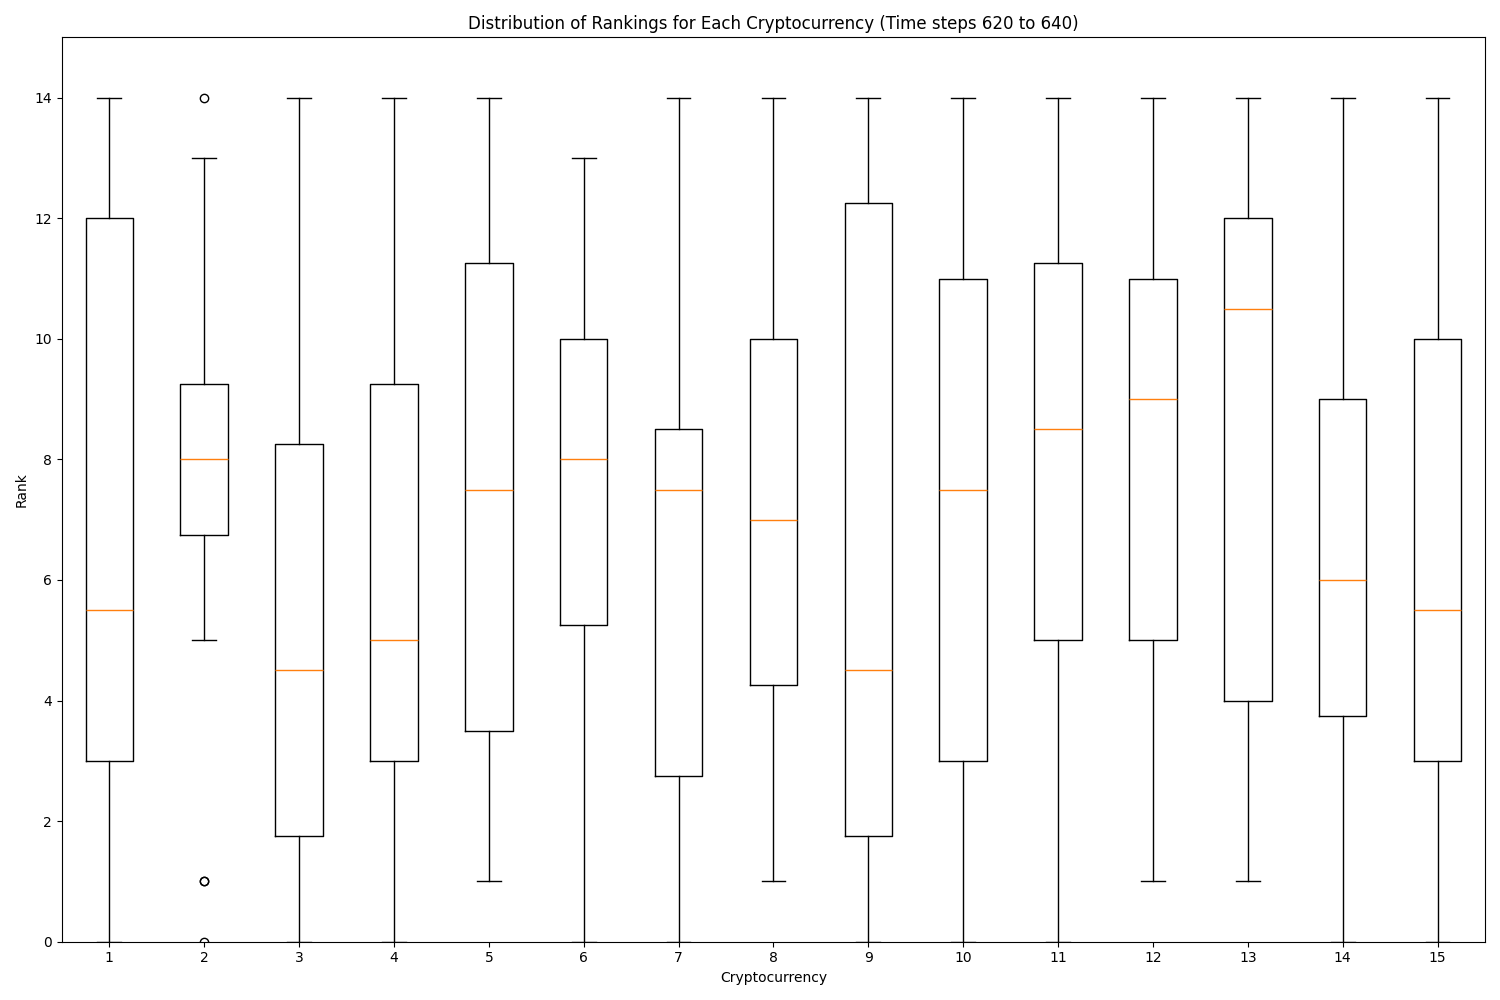 Distribution of Rankings for Each Cryptocurrency (Time steps 620 to 640)
14
12
10
8
6
4
2
0
Rank
1 2 3 4 5 6 7 8 9 10 11 12 13 14 15
Cryptocurrency